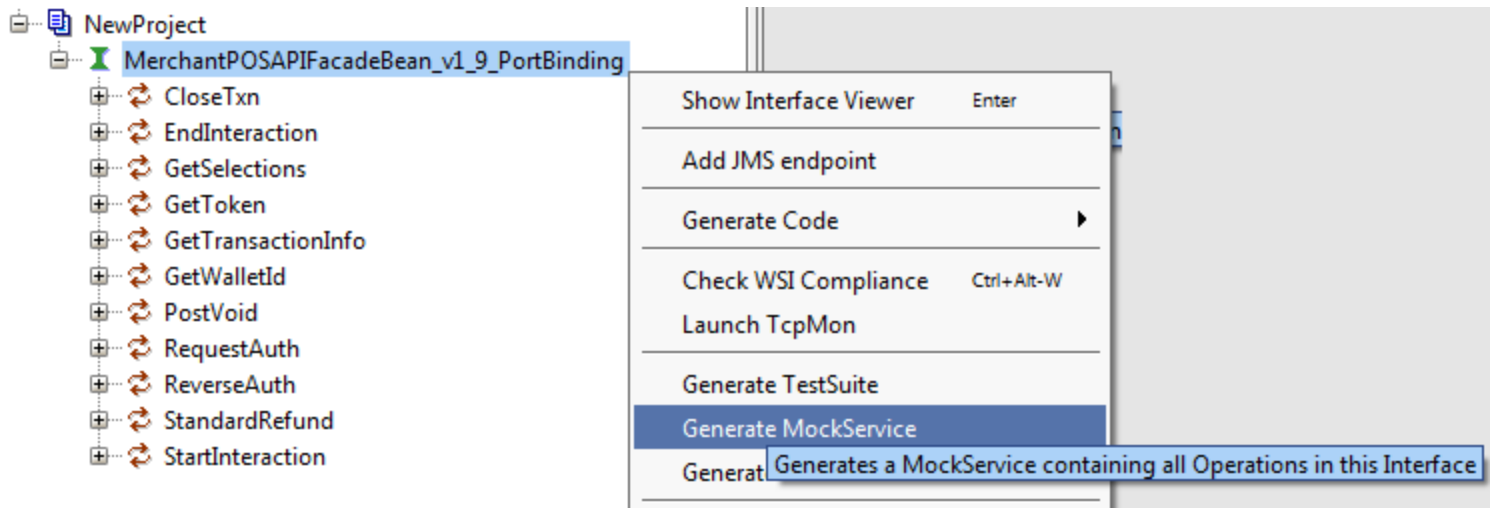 NewProject
MerchantPOSAPIFacadeBean_v1_9_PortBinding
CloseTxn
EndInteraction
GetSelections
GetToken
GetTransactionInfo
GetWalletId
PostVoid
RequestAuth
ReverseAuth
StandardRefund
StartInteraction
Show Interface Viewer Enter
Add JMS endpoint
Generate Code
Check WSI Compliance Ctrl+Alt-W
Launch TcpMon
Generate TestSuite
Generate MockService
Generates a MockService containing all Operations in this Interface